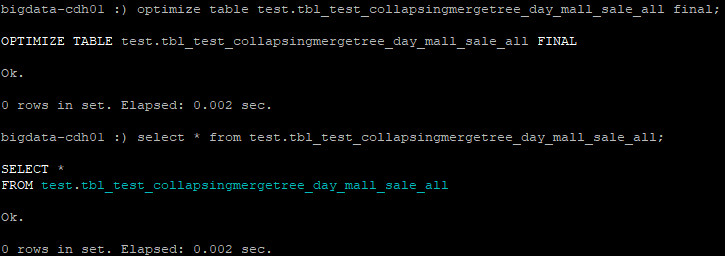 bigdata-cdh01 :) optimize table test.tbl_test_collapsingmergetree_day_mall_sale_all final;
OPTIMIZE TABLE test.tbl_test_collapsingmergetree_day_mall_sale_all FINAL
Ok.
0 rows in set. Elapsed: 0.002 sec.
bigdata-cdh01 :) select * from test.tbl_test_collapsingmergetree_day_mall_sale_all;
SELECT *
FROM test.tbl_test_collapsingmergetree_day_mall_sale_all
Ok.
0 rows in set. Elapsed: 0.002 sec.